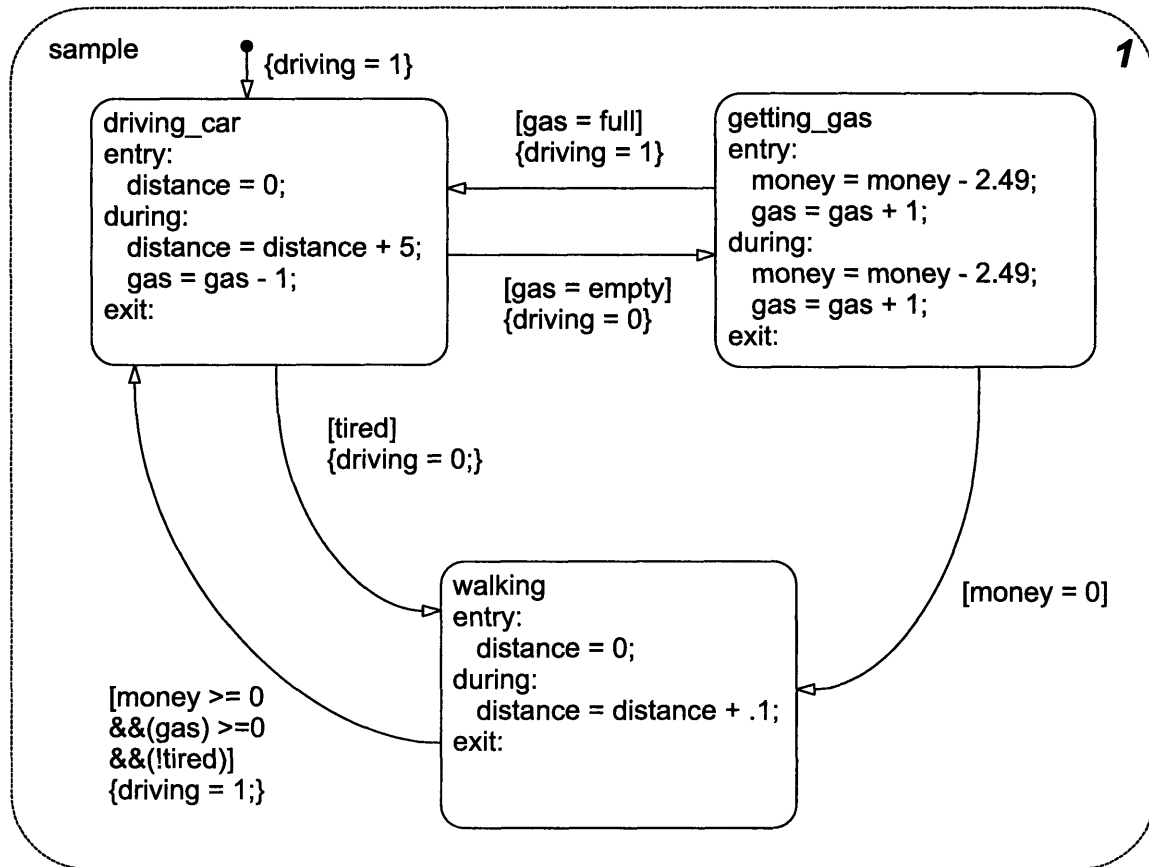 sample
1
{driving = 1}
driving_car
entry:
distance = 0;
during:
distance = distance + 5;
gas = gas - 1;
exit:
[gas = full]
{driving = 1}
[gas = empty]
{driving = 0}
getting_gas
entry:
money = money - 2.49;
gas = gas + 1;
during:
money = money - 2.49;
gas = gas + 1;
exit:
[tired]
{driving = 0;}
[money = 0]
walking
entry:
distance = 0;
during:
distance = distance + .1;
exit:
[money >= 0
&&(gas) >=0
&&(!tired)]
{driving = 1;}